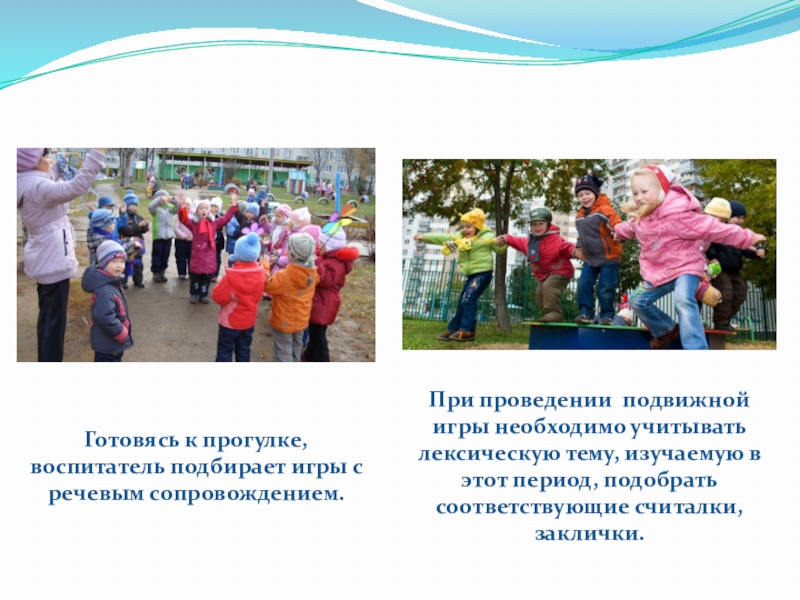 Готовясь к прогулке,
воспитатель подбирает игры с
речевым сопровождением.
При проведении  подвижной
игры необходимо учитывать
лексическую тему, изучаемую в
этот период, подобрать
соответствующие считалки,
заклички.